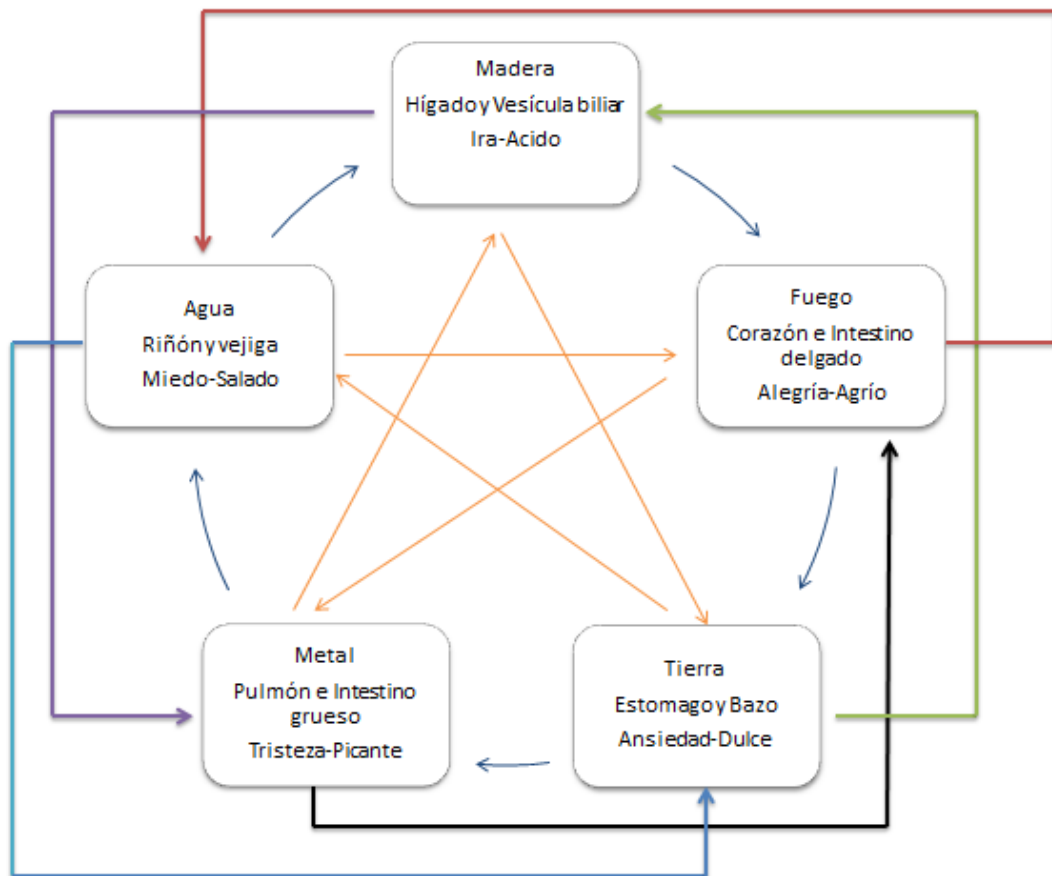 Madera
Hígado y Vesícula biliar
Ira-Acido
Agua
Riñón y vejiga
Miedo-Salado
Fuego
Corazón e Intestino
delgado
Alegría-Agrío
Metal
Pulmón e Intestino
grueso
Tristeza-Picante
Tierra
Estomago y Bazo
Ansiedad-Dulce